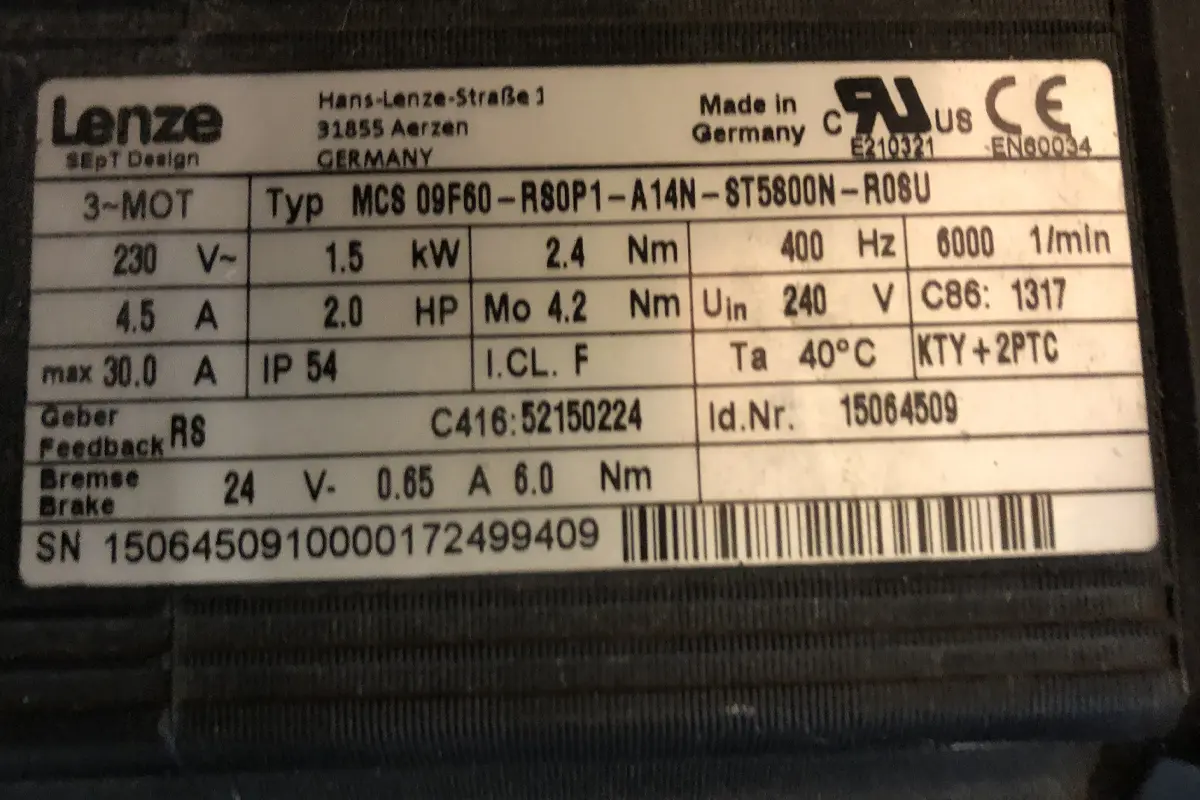 Lenze
SEpT Design
Hans-Lenze-Straße 1
31855 Aerzen
GERMANY
Made in
Germany
C RU US
E210321
CE
EN60034
3~MOT Typ MCS 09F60-RS0P1-A14N-ST5S00N-R0SU
230 V~ 1.5 kW 2.4 Nm 400 Hz 6000 1/min
4.5 A 2.0 HP Mo 4.2 Nm Uin 240 V C86: 1317
max 30.0 A IP 54 I.CL. F Ta 40°C KTY+2PTC
Geber
Feedback RS C416:52150224 Id.Nr. 15064509
Bremse
Brake 24 V- 0.65 A 6.0 Nm
SN 1506450910000172499409